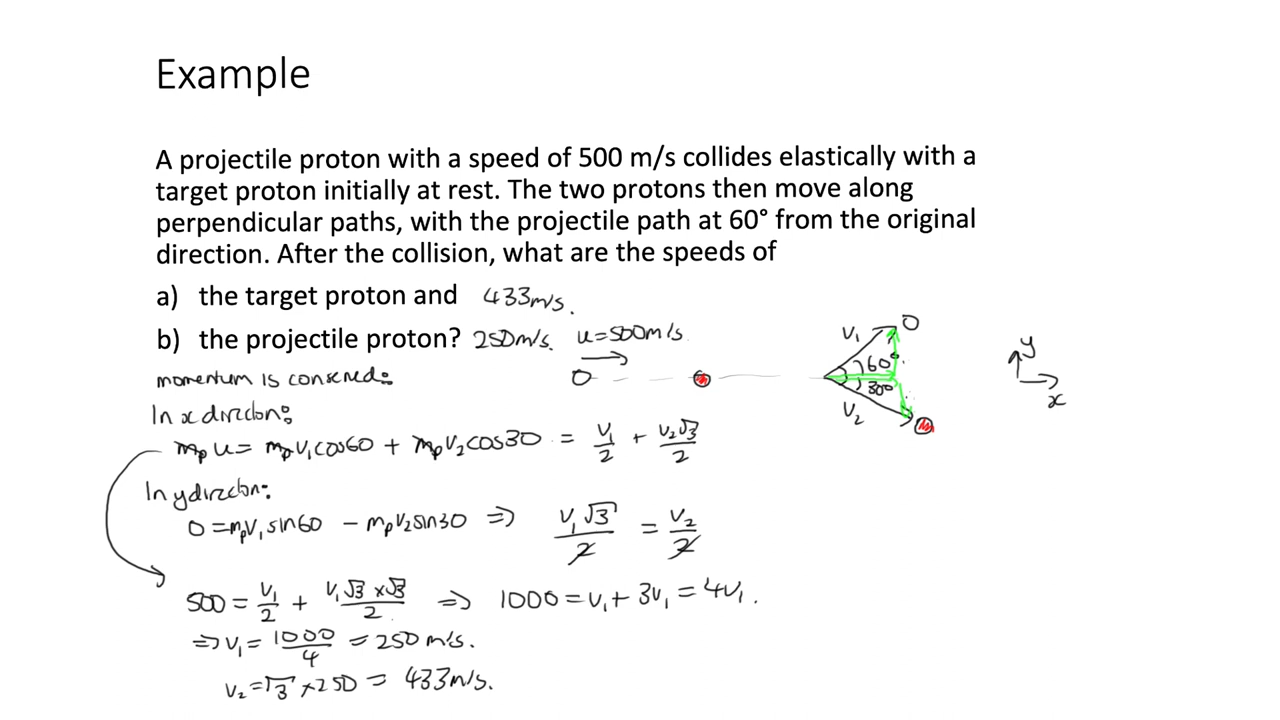 Example
A projectile proton with a speed of 500 m/s collides elastically with a
target proton initially at rest. The two protons then move along
perpendicular paths, with the projectile path at 60° from the original
direction. After the collision, what are the speeds of
a) the target proton and 433m/s.
b) the projectile proton? 250m/s. u=500m/s
momentum is conserved:
V₁
60°
30°
V₂
y
x
In x direction:
mₚu = mₚv₁cos60 + mₚv₂cos30 = v₁/2 + v₂√3/2
In y direction:
0 = mₚv₁sin60 - mₚv₂sin30 ⇒ v₁√3/2 = v₂/2
500 = v₁/2 + v₁√3×√3/2 ⇒ 1000 = v₁ + 3v₁ = 4v₁.
⇒ v₁ = 1000/4 = 250 m/s.
v₂ = √3 × 250 = 433m/s.